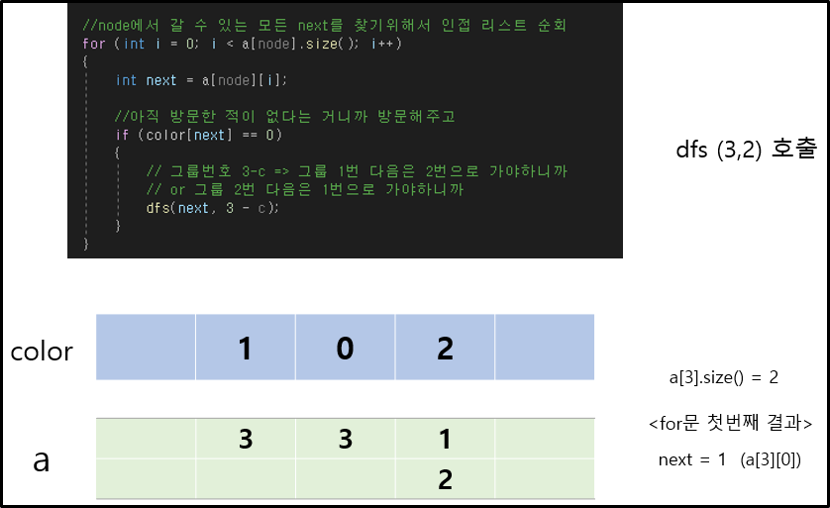 //node에서 갈 수 있는 모든 next를 찾기위해서 인접 리스트 순회
for (int i = 0; i < a[node].size(); i++)
{
int next = a[node][i];
//아직 방문한 적이 없다는 거니까 방문해주고
if (color[next] == 0)
{
// 그룹번호 3-c => 그룹 1번 다음은 2번으로 가야하니까
// or 그룹 2번 다음은 1번으로 가야하니까
dfs(next, 3 - c);
}
}
dfs (3,2) 호출
color 1 0 2
a 3 3 1
2
a[3].size() = 2
<for문 첫번째 결과>
next = 1 (a[3][0])